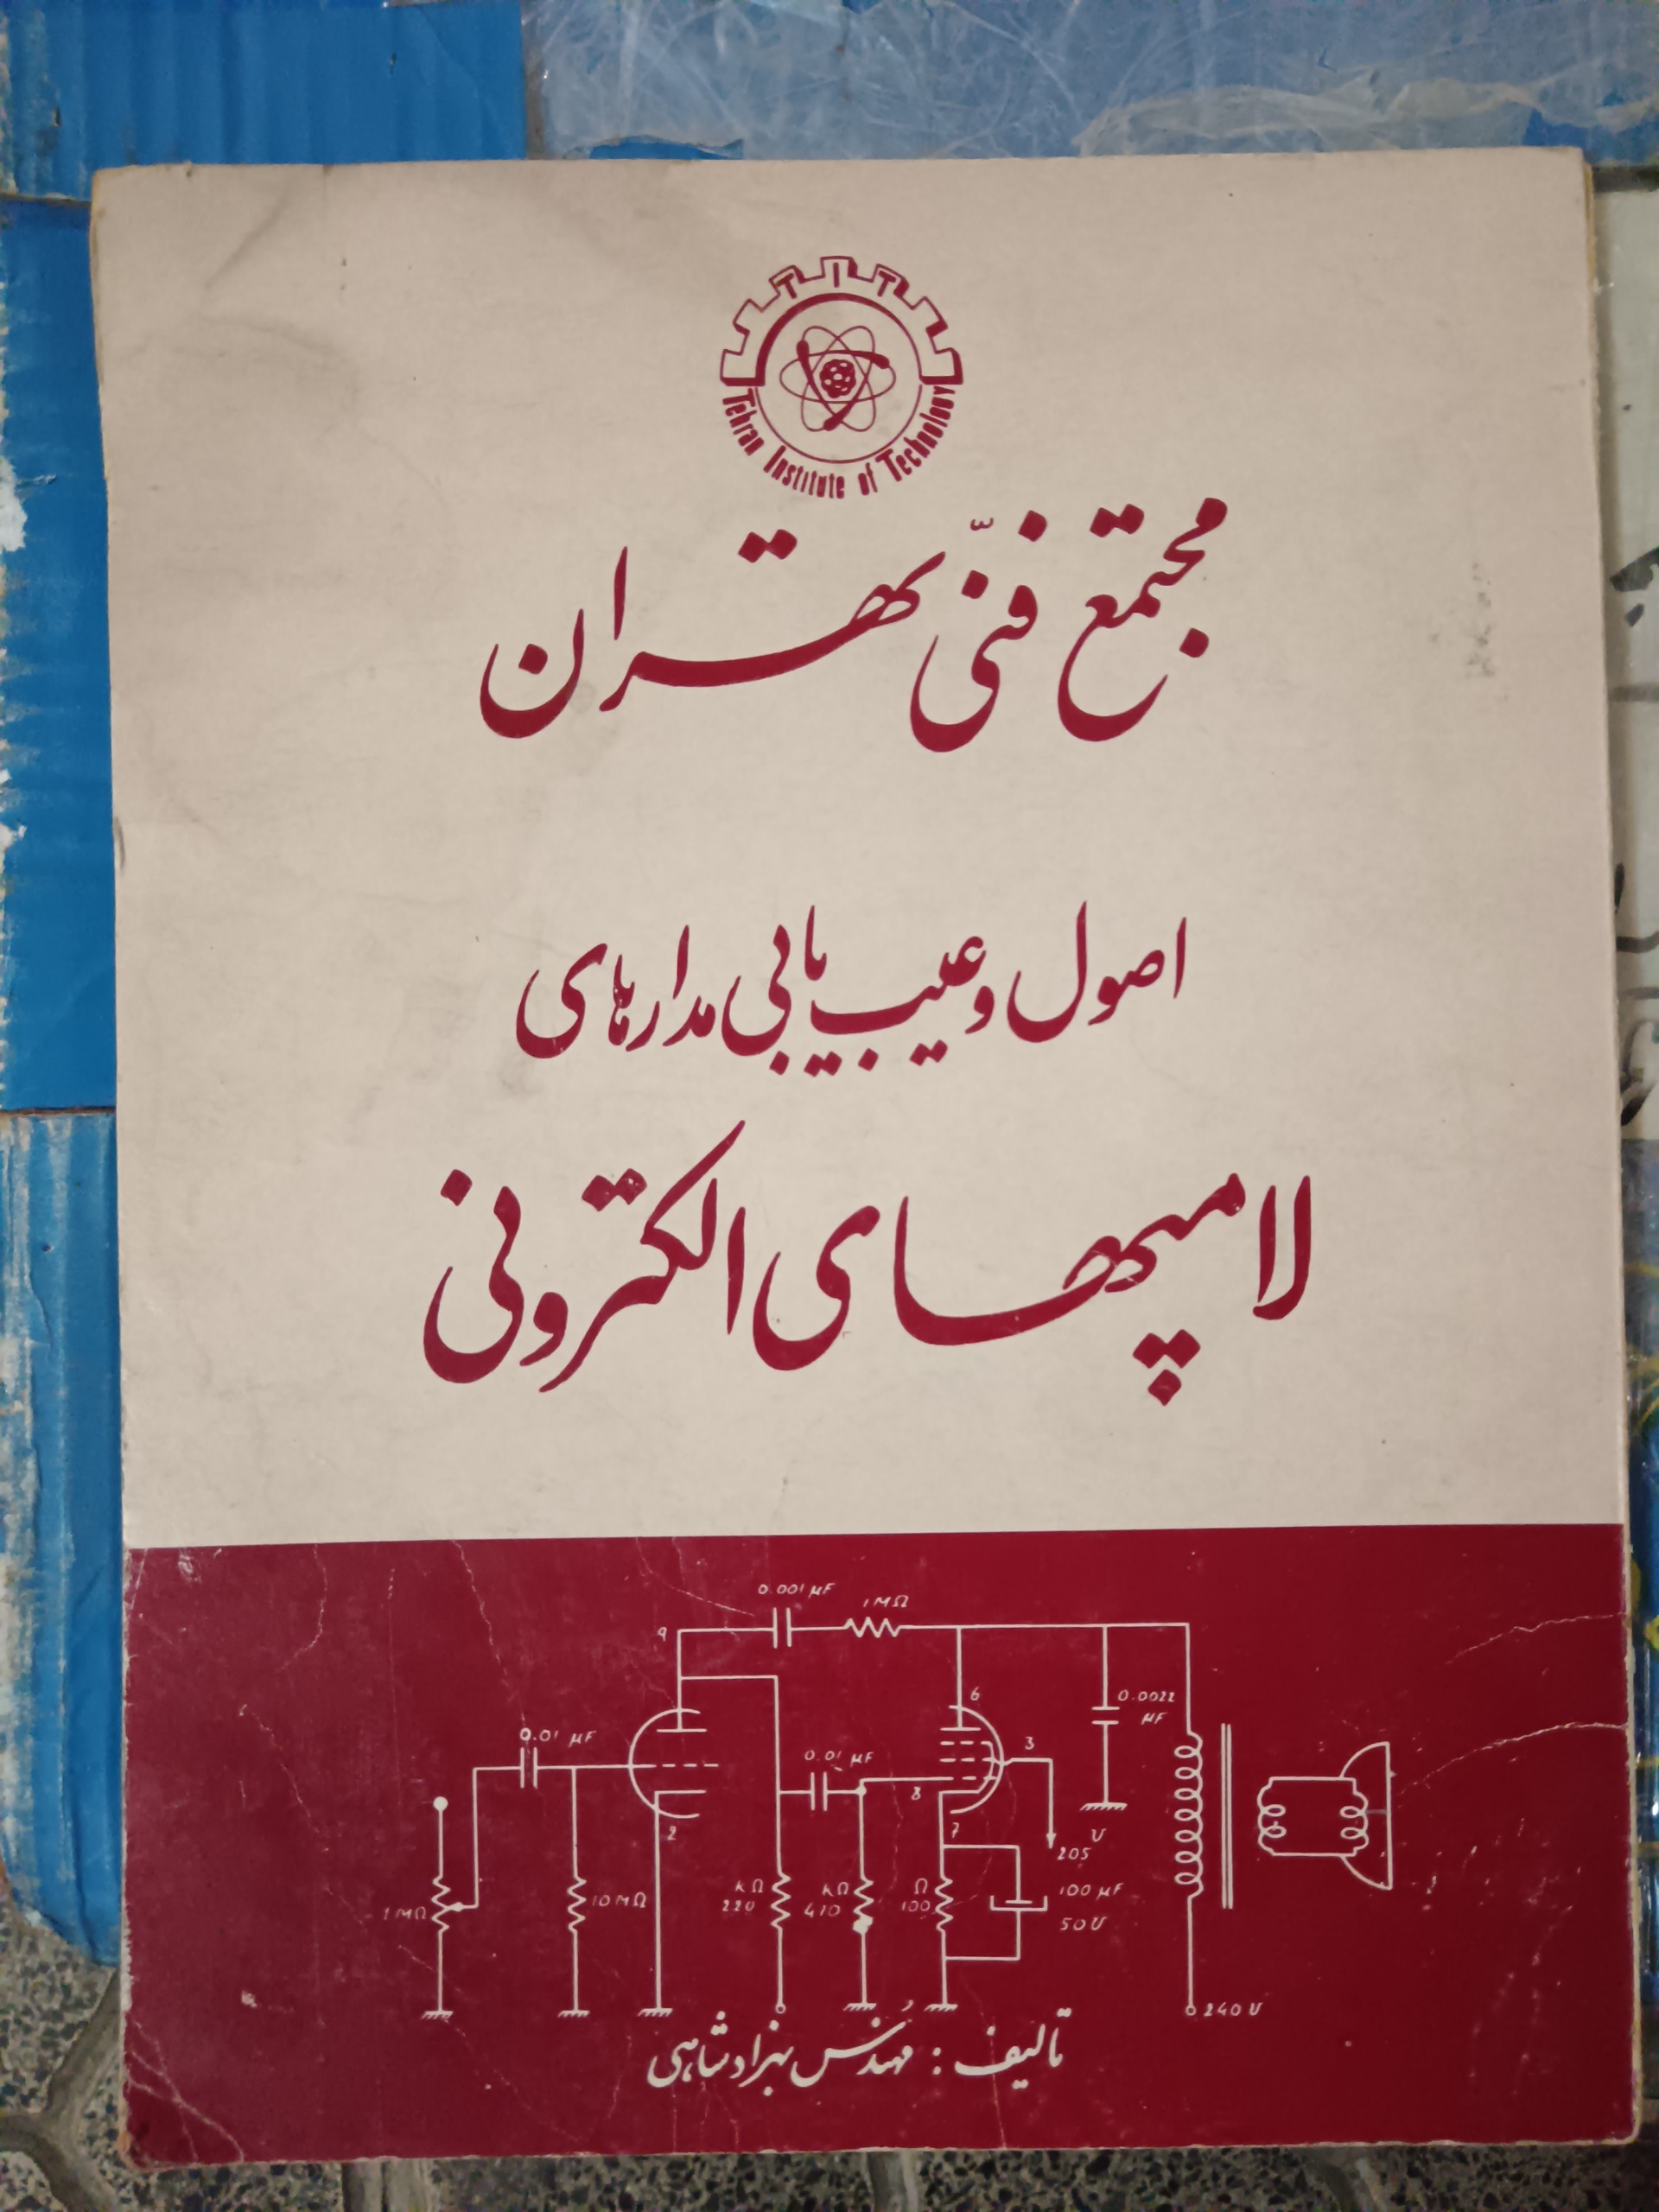 TIT
Tehran Institute of Technology
مجتمع فنّی تهران
اصول و عیب یابی مدارهای
لامپهای الکترونی
0.001 µF
1 MΩ
9
6
0.0022 µF
0.01 µF
3
0.01 µF
8
2
7
205 V
1 MΩ
10 MΩ
KΩ 220
KΩ 470
Ω 100
100 µF
50 V
240 V
تالیف : مُهندس بهزاد شاهی